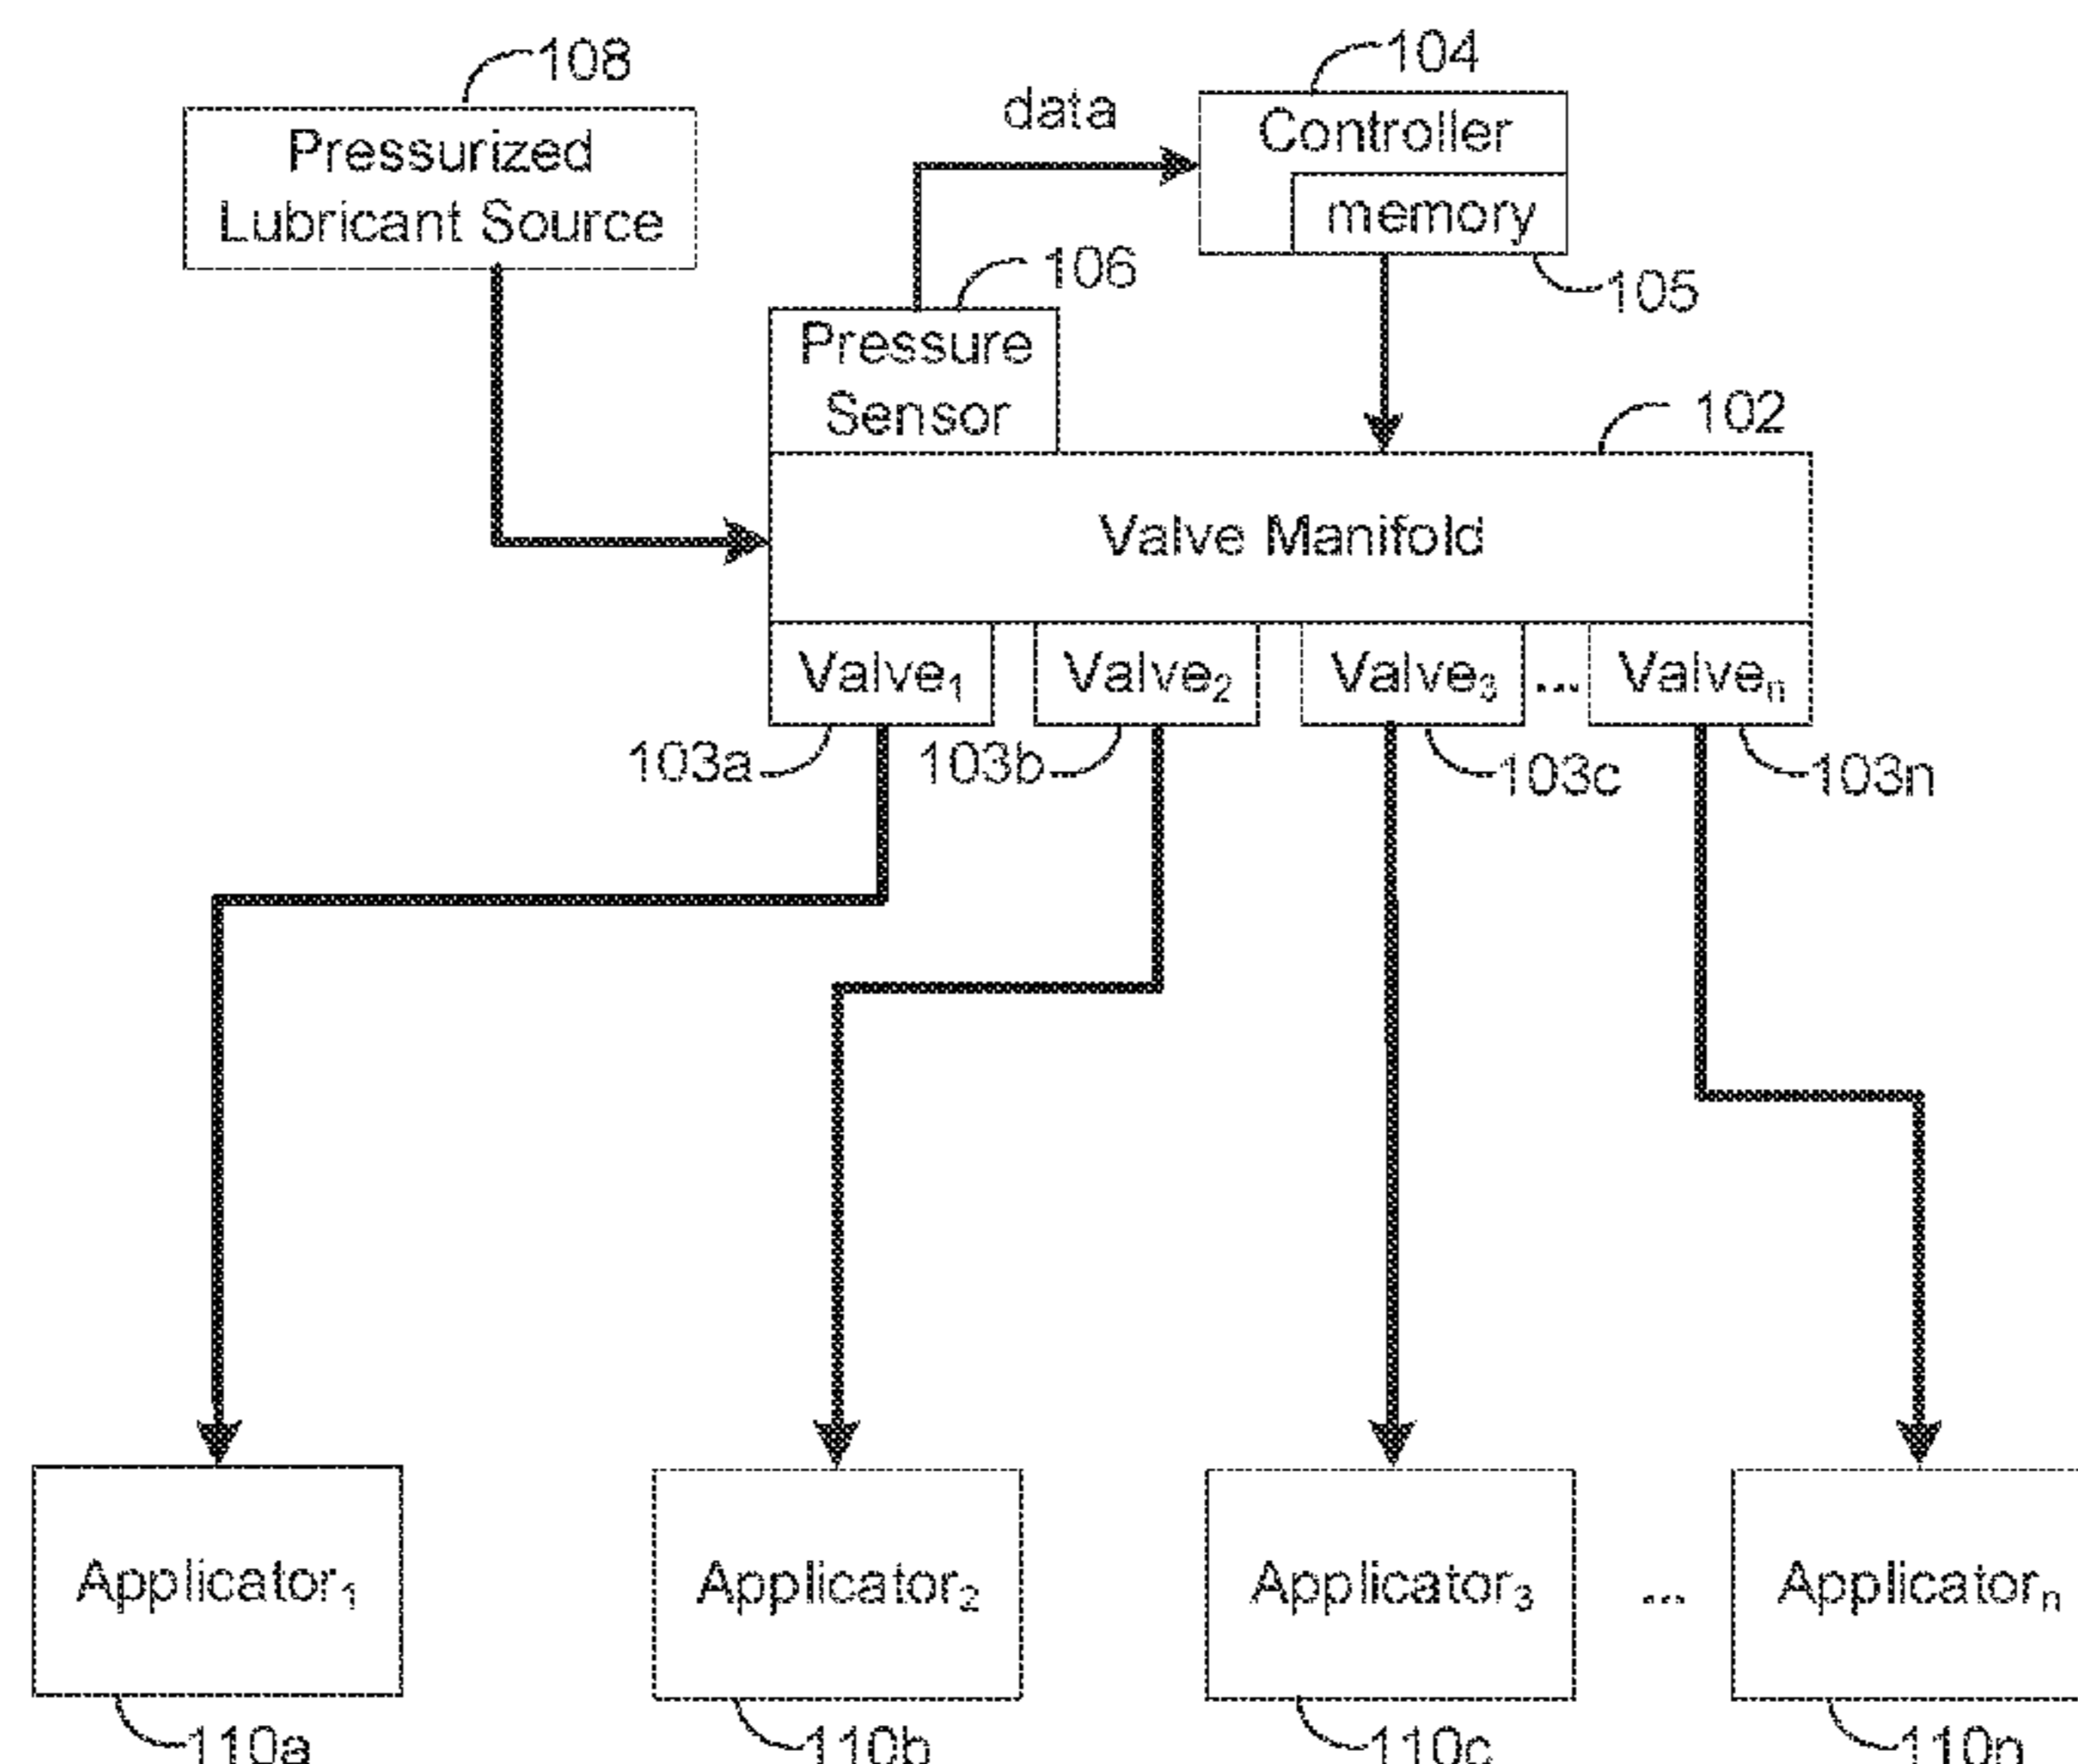 108
104
data
Controller
Pressurized
Lubricant Source
memory
106
105
Pressure
Sensor
102
Valve Manifold
Valve₁
Valve₂
Valve₃
...
Valveₙ
103a
103b
103c
103n
Applicator₁
Applicator₂
Applicator₃
...
Applicatorₙ
110a
110b
110c
110n